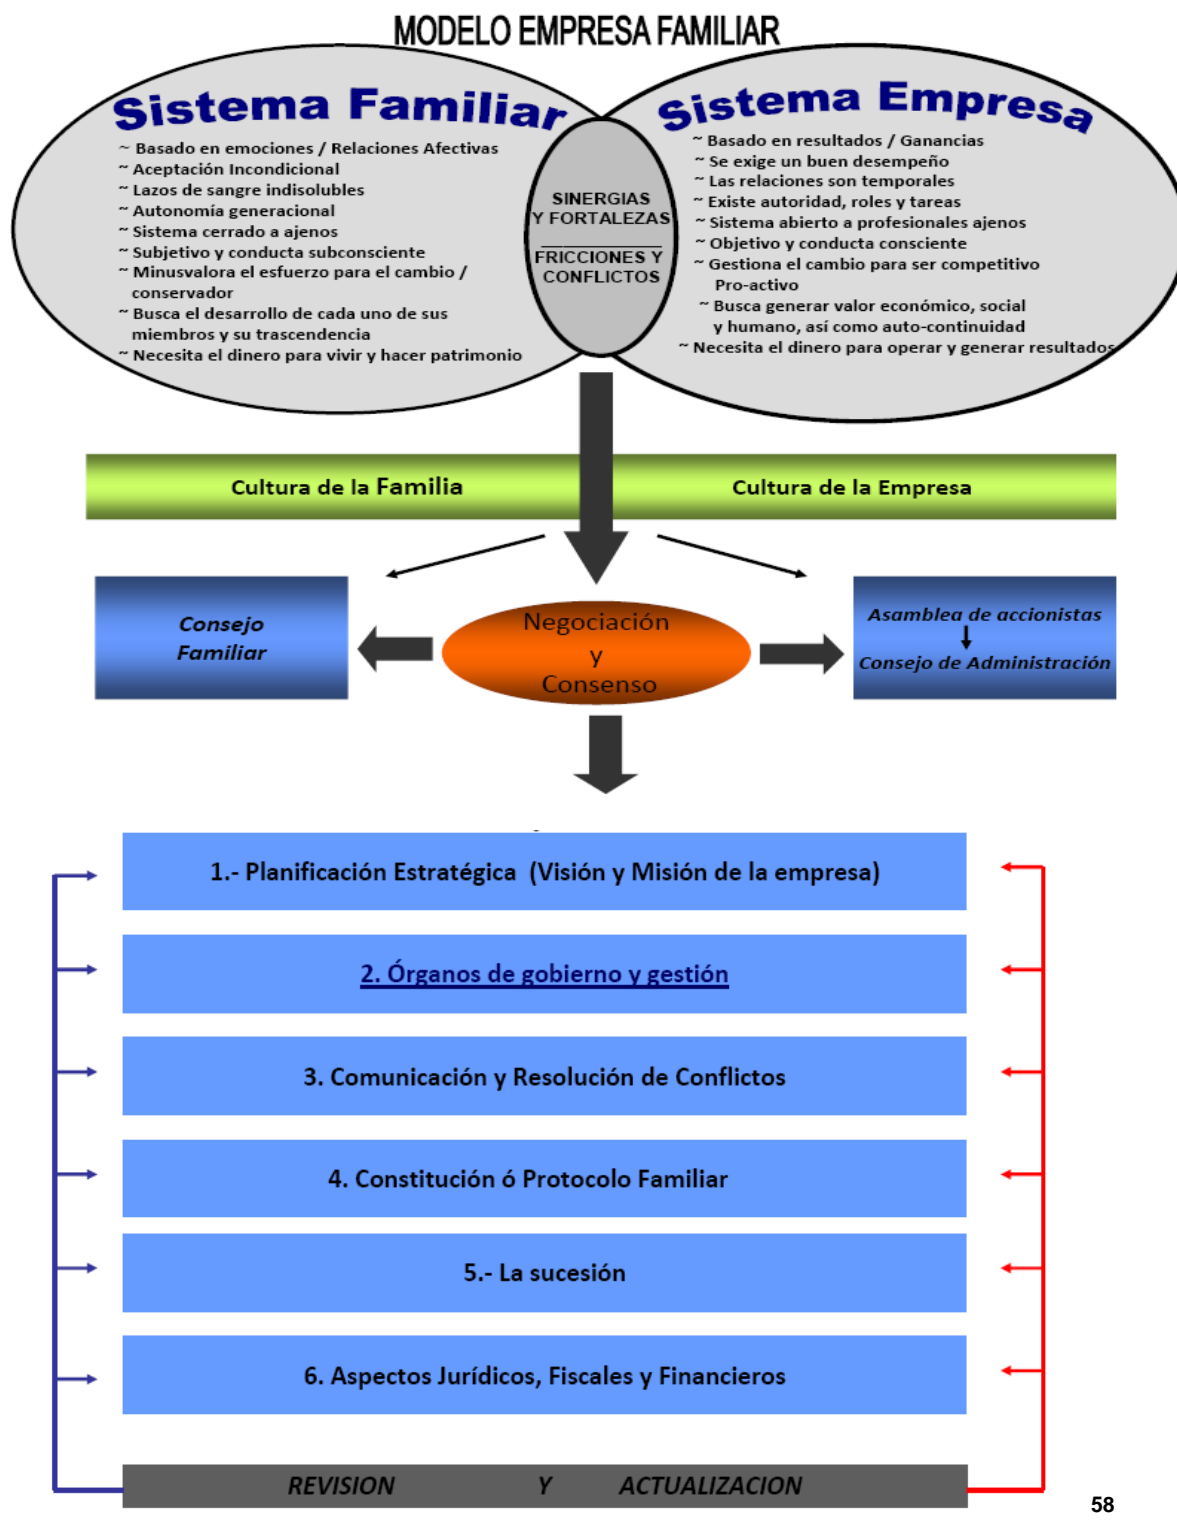 MODELO EMPRESA FAMILIAR
Sistema Familiar
~ Basado en emociones / Relaciones Afectivas
~ Aceptación Incondicional
~ Lazos de sangre indisolubles
~ Autonomía generacional
~ Sistema cerrado a ajenos
~ Subjetivo y conducta subconsciente
~ Minusvalora el esfuerzo para el cambio /
conservador
~ Busca el desarrollo de cada uno de sus
miembros y su trascendencia
~ Necesita el dinero para vivir y hacer patrimonio
SINERGIAS
Y FORTALEZAS
FRICCIONES Y
CONFLICTOS
Sistema Empresa
~ Basado en resultados / Ganancias
~ Se exige un buen desempeño
~ Las relaciones son temporales
~ Existe autoridad, roles y tareas
~ Sistema abierto a profesionales ajenos
~ Objetivo y conducta consciente
~ Gestiona el cambio para ser competitivo
Pro-activo
~ Busca generar valor económico, social
y humano, así como auto-continuidad
~ Necesita el dinero para operar y generar resultados
Cultura de la Familia
Cultura de la Empresa
Consejo
Familiar
Negociación
y
Consenso
Asamblea de accionistas
Consejo de Administración
1.- Planificación Estratégica (Visión y Misión de la empresa)
2. Órganos de gobierno y gestión
3. Comunicación y Resolución de Conflictos
4. Constitución ó Protocolo Familiar
5.- La sucesión
6. Aspectos Jurídicos, Fiscales y Financieros
REVISION Y ACTUALIZACION
58